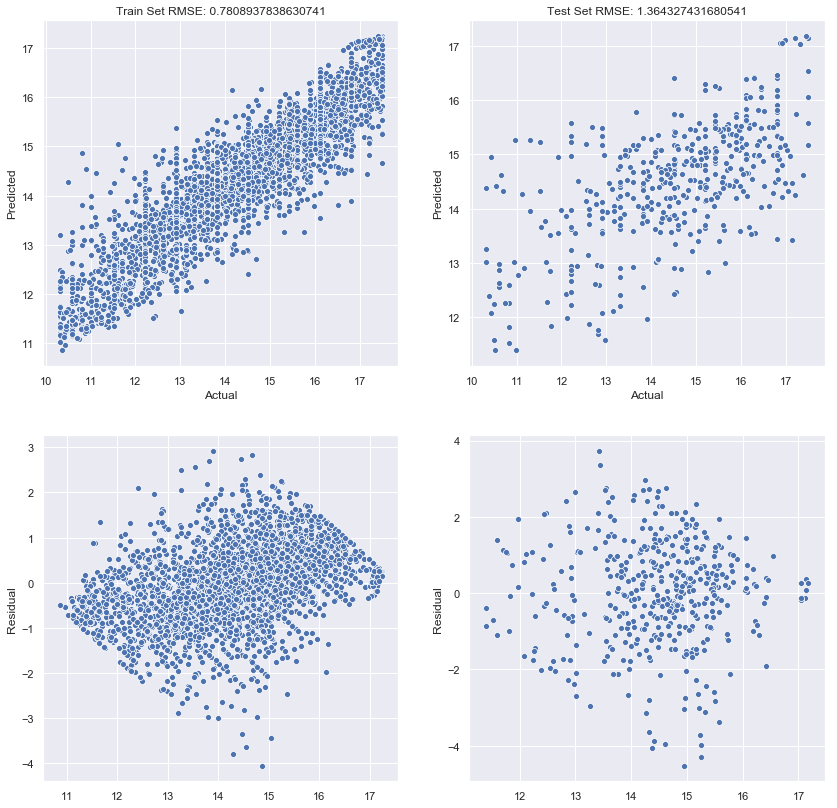 Train Set RMSE: 0.7808937838630741
Test Set RMSE: 1.364327431680541
Predicted
17
16
15
14
13
12
11
10 11 12 13 14 15 16 17
Actual
Predicted
17
16
15
14
13
12
10 11 12 13 14 15 16 17
Actual
Residual
3
2
1
0
−1
−2
−3
−4
11 12 13 14 15 16 17
Residual
4
2
0
−2
−4
12 13 14 15 16 17